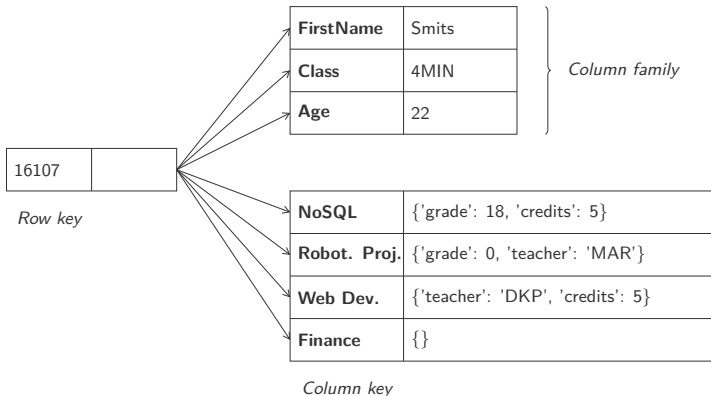 FirstName Smits
Class 4MIN
Age 22
Column family
16107
Row key
NoSQL {'grade': 18, 'credits': 5}
Robot. Proj. {'grade': 0, 'teacher': 'MAR'}
Web Dev. {'teacher': 'DKP', 'credits': 5}
Finance {}
Column key